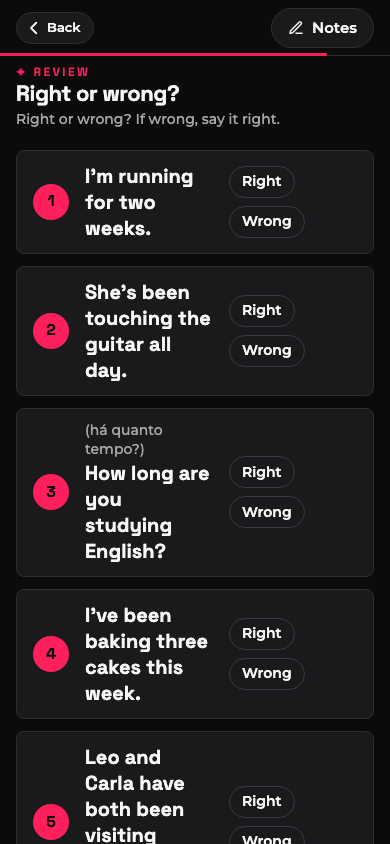 Back
Notes
✦ REVIEW
Right or wrong?
Right or wrong? If wrong, say it right.
1
I'm running
for two
weeks.
Right
Wrong
2
She's been
touching the
guitar all
day.
Right
Wrong
3
(há quanto
tempo?)
How long are
you
studying
English?
Right
Wrong
4
I've been
baking three
cakes this
week.
Right
Wrong
5
Leo and
Carla have
both been
visiting
Right
Wrong